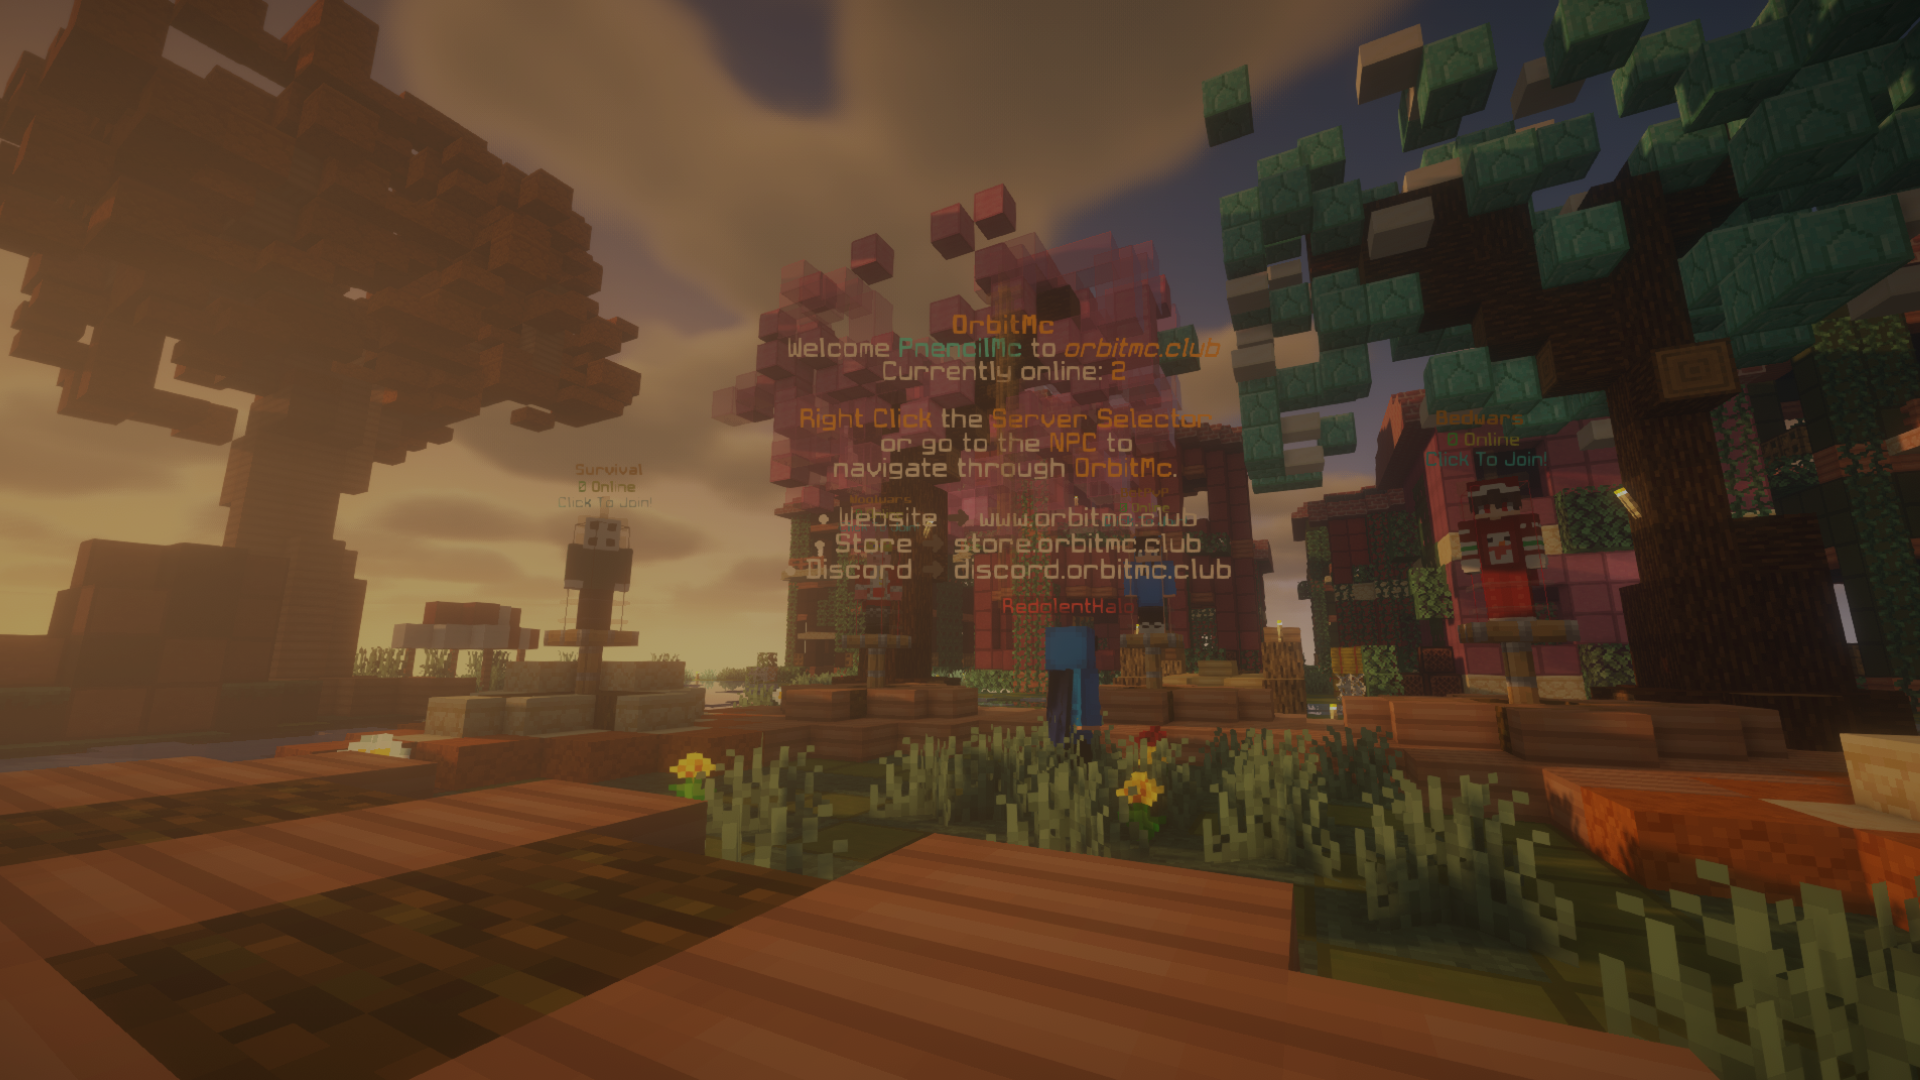 OrbitMc
Welcome PnencilMc to orbitmc.club
Currently online: 2
Right Click the Server Selector
or go to the NPC to
navigate through OrbitMc.
Website www.orbitmc.club
Store store.orbitmc.club
Discord discord.orbitmc.club
RedolentHalo
Survival
0 Online
Click To Join!
Bedwars
0 Online
Click To Join!